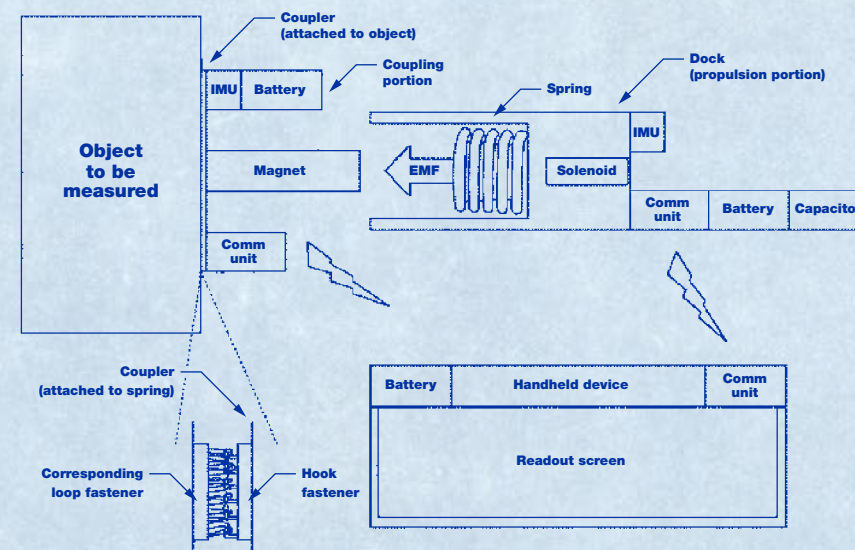 Coupler
(attached to object)
Coupling
portion
Dock
(propulsion portion)
Spring
IMU
Battery
IMU
Object
to be
measured
Magnet
EMF
Solenoid
Comm
unit
Battery
Capacito
Comm
unit
Coupler
(attached to spring)
Battery
Handheld device
Comm
unit
Readout screen
Corresponding
loop fastener
Hook
fastener